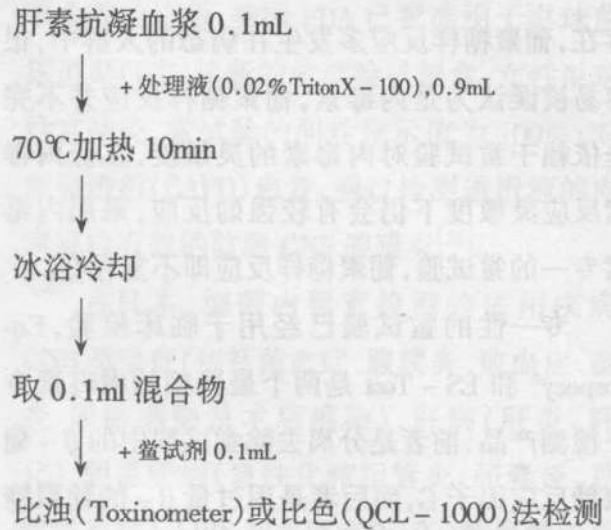 肝素抗凝血浆 0.1mL
+ 处理液(0.02%TritonX-100),0.9mL
70℃加热 10min
冰浴冷却
取 0.1ml 混合物
+ 鲎试剂 0.1mL
比浊(Toxinometer)或比色(QCL-1000)法检测